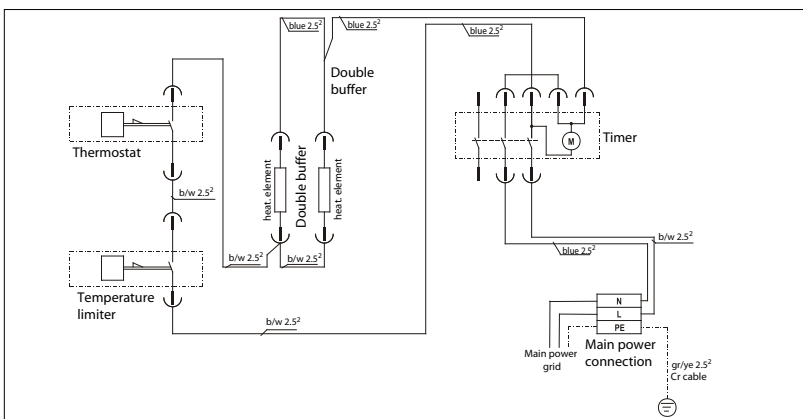 blue 2.5²
blue 2.5²
blue 2.5²
Double
buffer
Thermostat
heat. element
Double buffer
heat. element
M
Timer
b/w 2.5²
b/w 2.5²
b/w 2.5²
blue 2.5²
b/w 2.5²
Temperature
limiter
b/w 2.5²
N
L
PE
Main power
grid
Main power
connection
gr/ye 2.5²
Cr cable